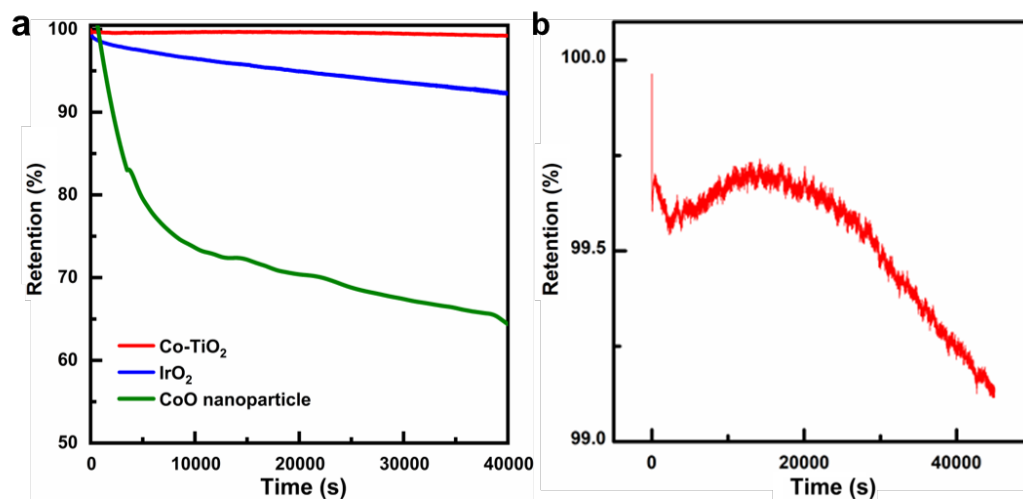 a
100
90
80
70
60
50
Retention (%)
Co-TiO₂
IrO₂
CoO nanoparticle
0 10000 20000 30000 40000
Time (s)
b
100.0
99.5
99.0
Retention (%)
0 20000 40000
Time (s)